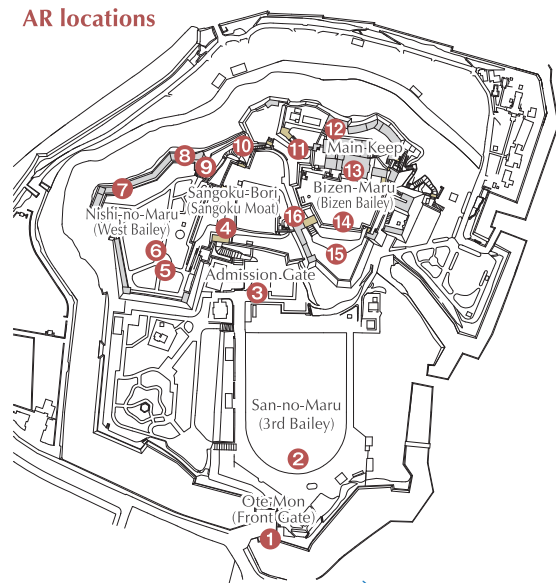 AR locations
12
11
10
Main Keep
8
9
13
7
Sangoku-Bori
(Sangoku Moat)
Bizen-Maru
(Bizen Bailey)
Nishi-no-Maru
(West Bailey)
16
14
4
6
15
5
Admission Gate
3
San-no-Maru
(3rd Bailey)
2
Ote Mon
(Front Gate)
1